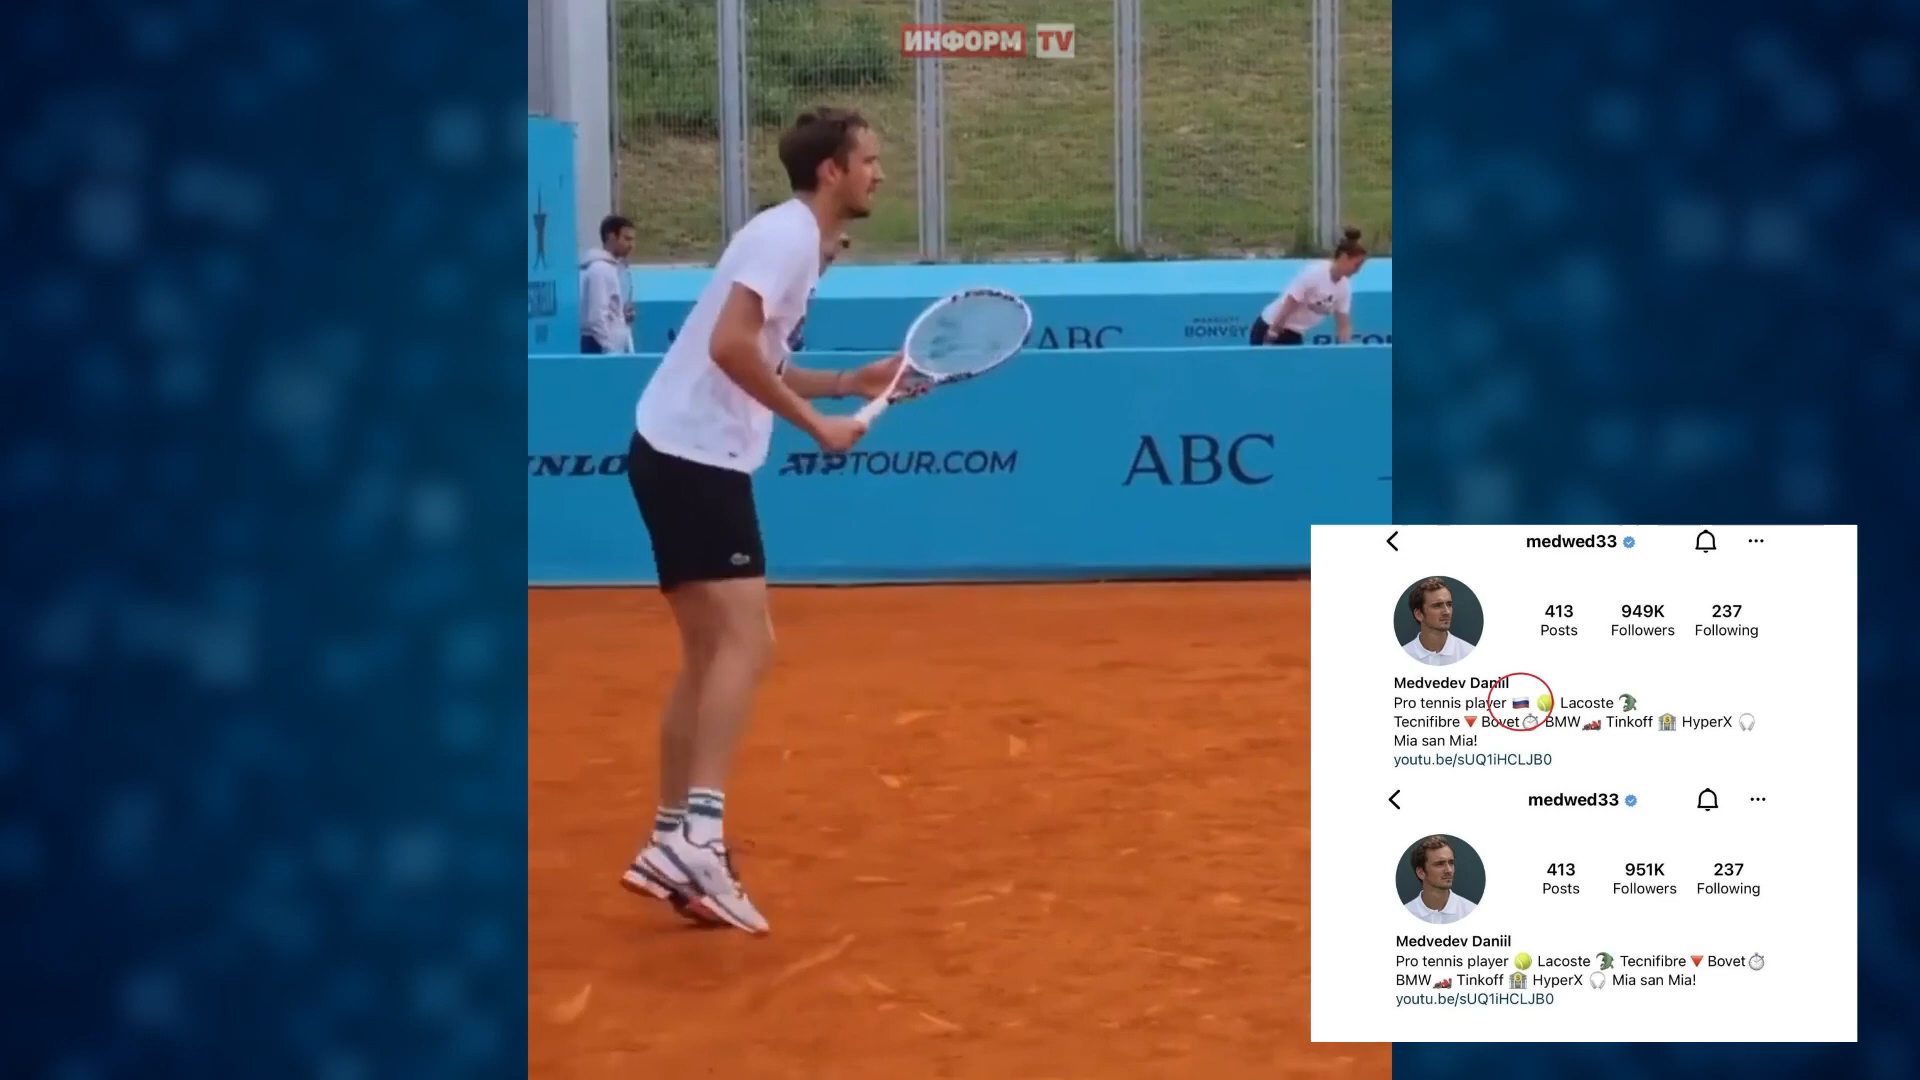 ИНФОРМ TV
ABC
BONVOY
ATPTOUR.COM
ABC
medwed33
413
949K
237
Posts
Followers
Following
Medvedev Daniil
Pro tennis player 🇷🇺 🎾 Lacoste 🐊
Tecnifibre 🔻 Bovet⏱ BMW🏎 Tinkoff 🏦 HyperX 🎧
Mia san Mia!
youtu.be/sUQ1iHCLJB0
medwed33
413
951K
237
Posts
Followers
Following
Medvedev Daniil
Pro tennis player 🎾 Lacoste 🐊 Tecnifibre 🔻 Bovet⏱
BMW🏎 Tinkoff 🏦 HyperX 🎧 Mia san Mia!
youtu.be/sUQ1iHCLJB0